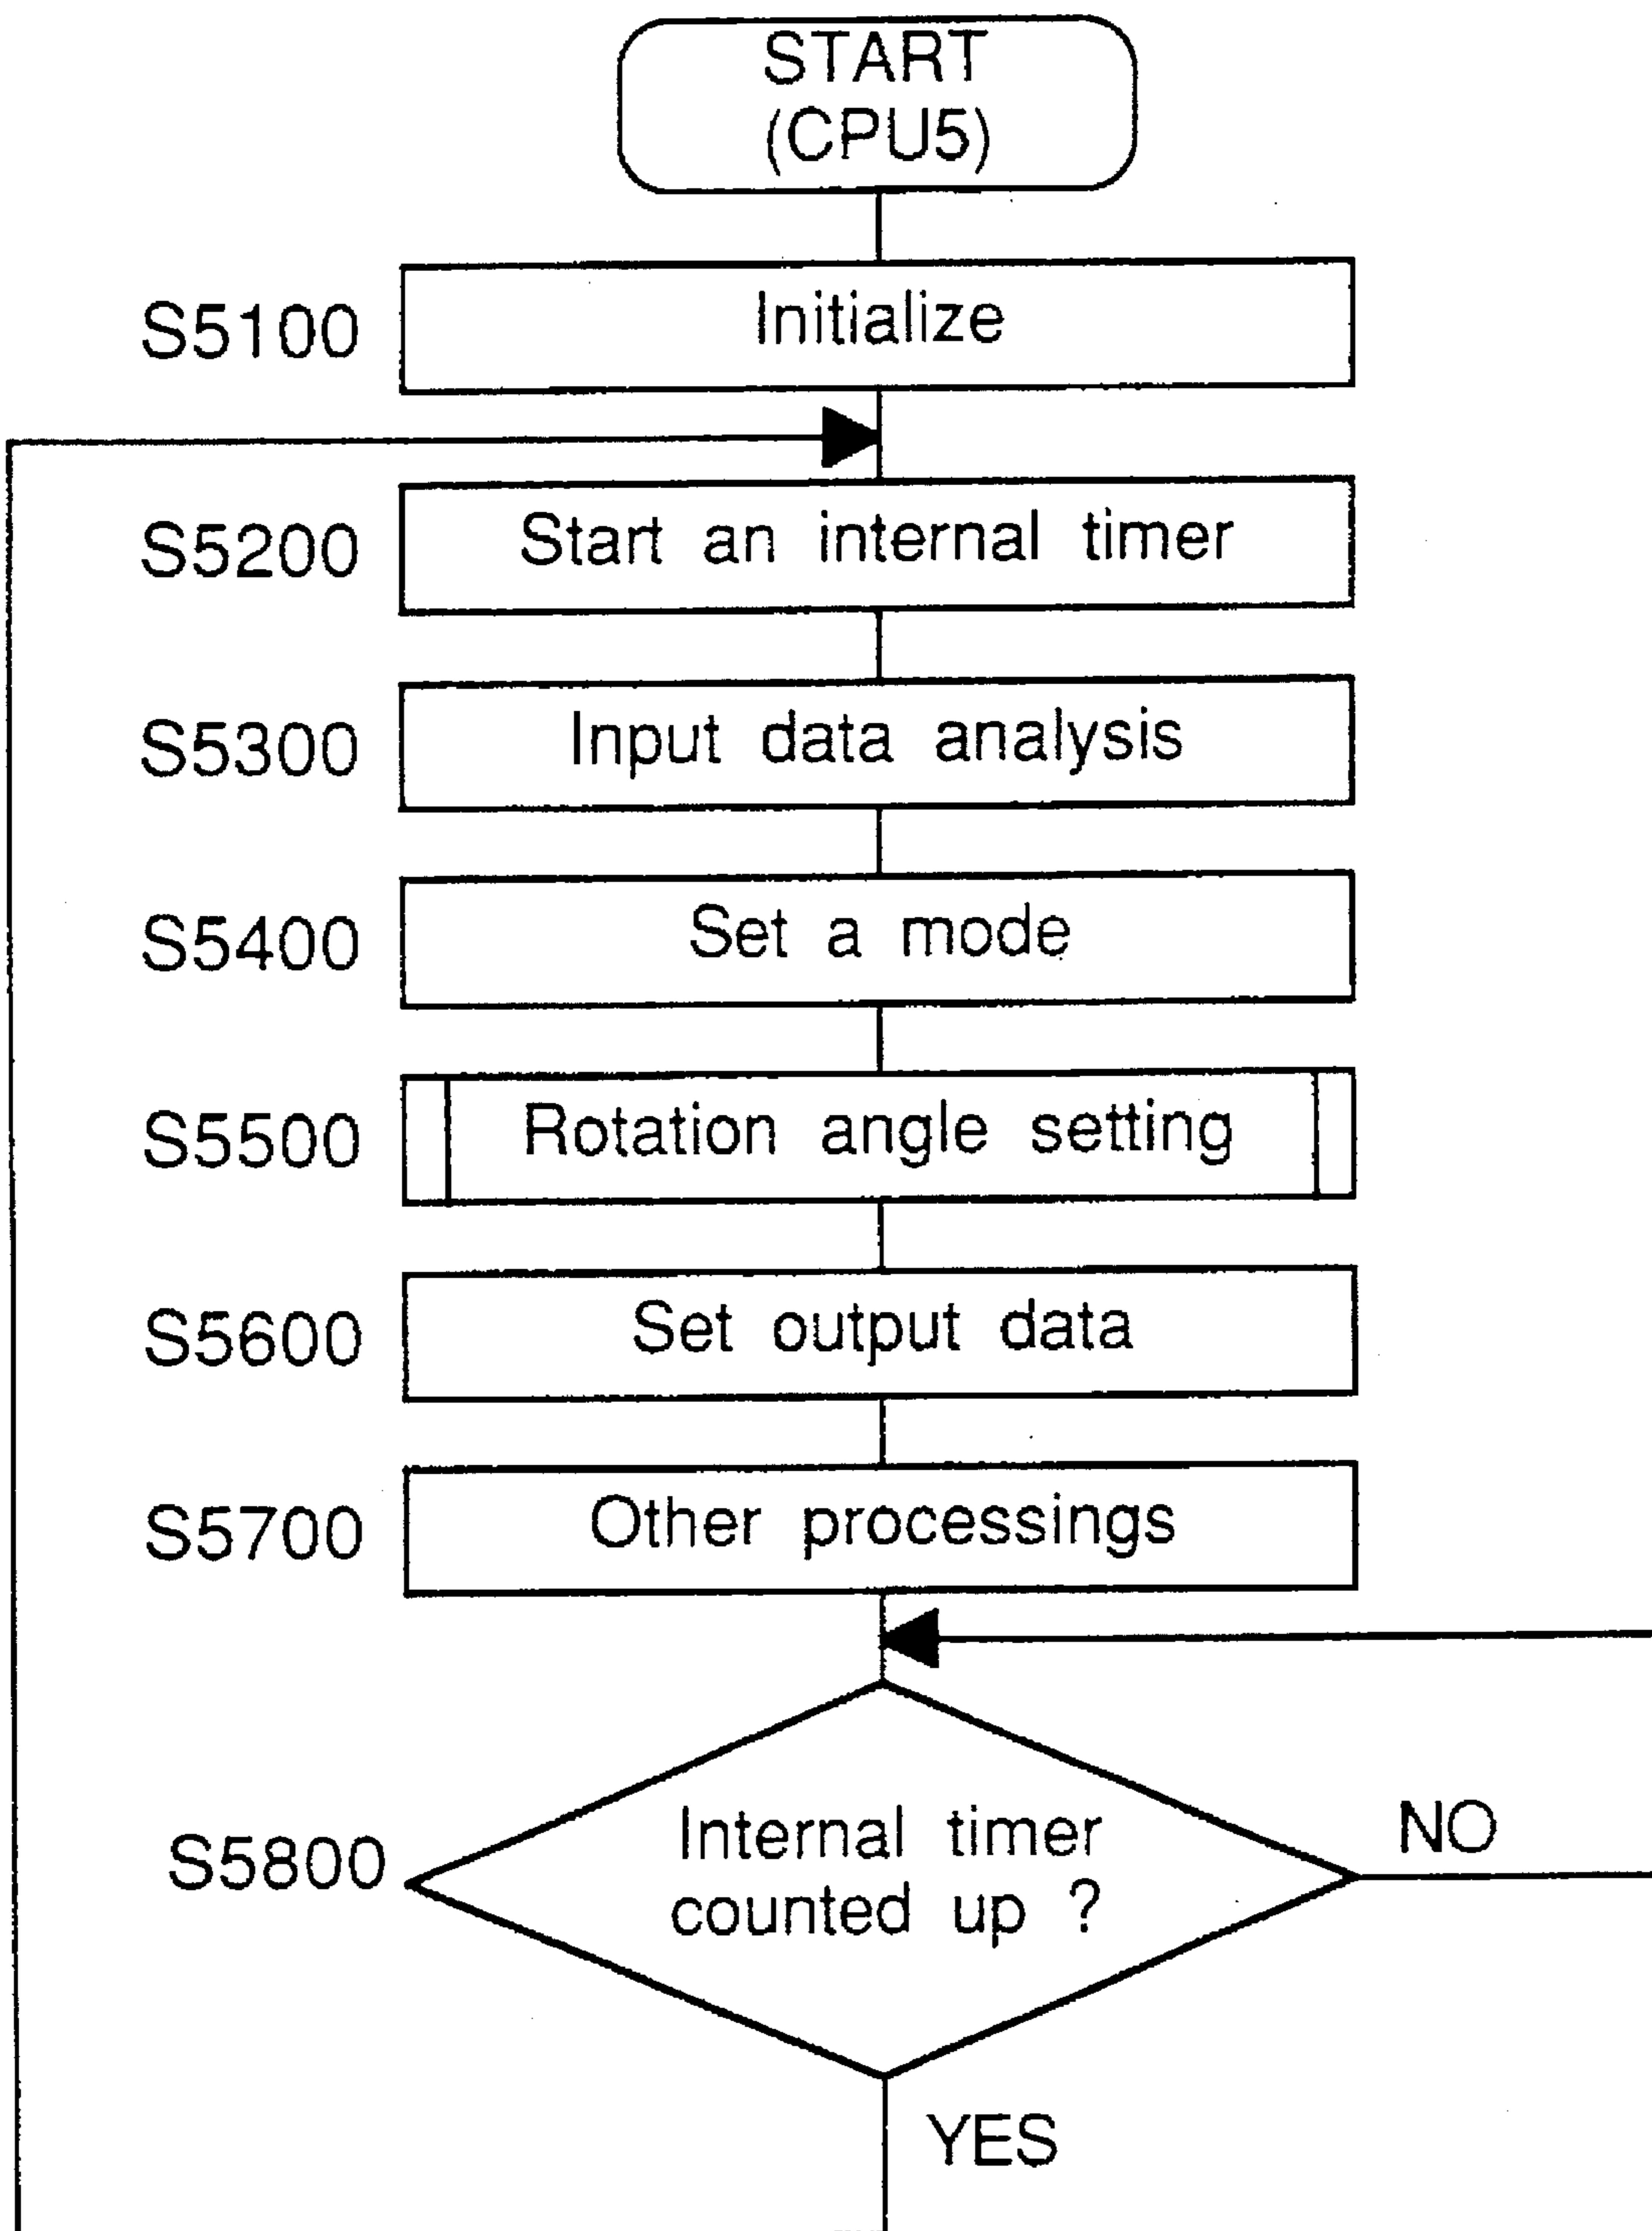 START
(CPU5)
S5100 Initialize
S5200 Start an internal timer
S5300 Input data analysis
S5400 Set a mode
S5500 Rotation angle setting
S5600 Set output data
S5700 Other processings
S5800 Internal timer
counted up ?
NO
YES